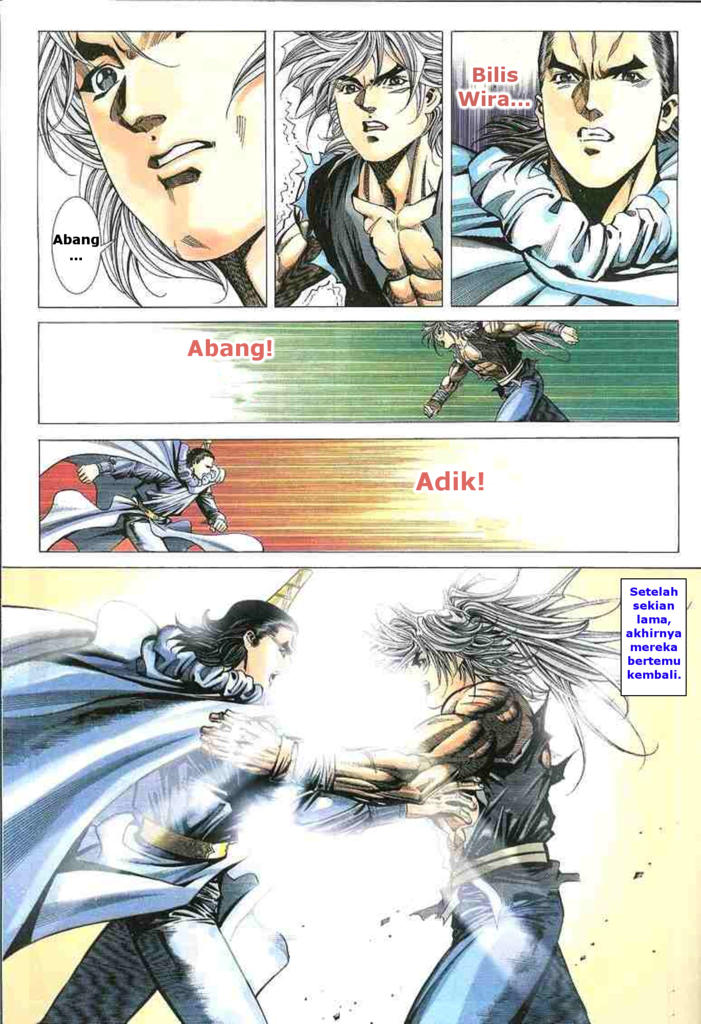 Abang
...
Bilis
Wira...
Abang!
Adik!
Setelah
sekian
lama,
akhirnya
mereka
bertemu
kembali.